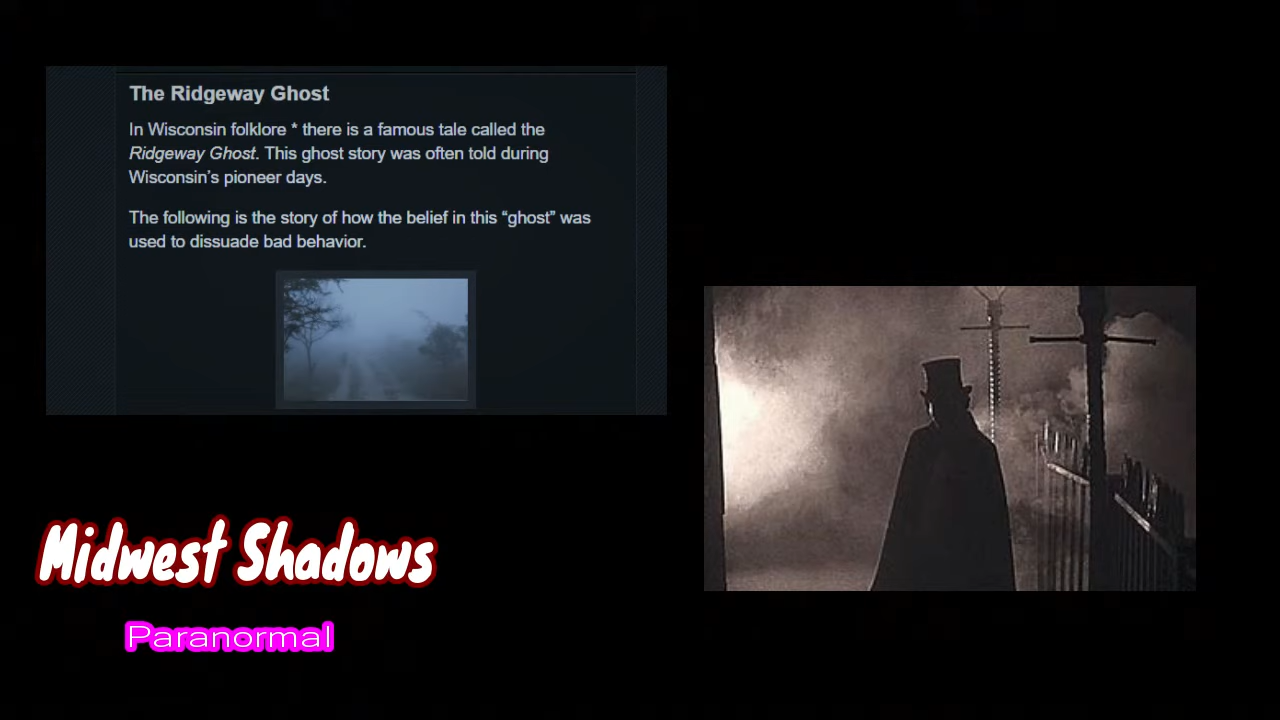 The Ridgeway Ghost
In Wisconsin folklore * there is a famous tale called the
Ridgeway Ghost. This ghost story was often told during
Wisconsin’s pioneer days.
The following is the story of how the belief in this “ghost” was
used to dissuade bad behavior.
Midwest Shadows
Paranormal